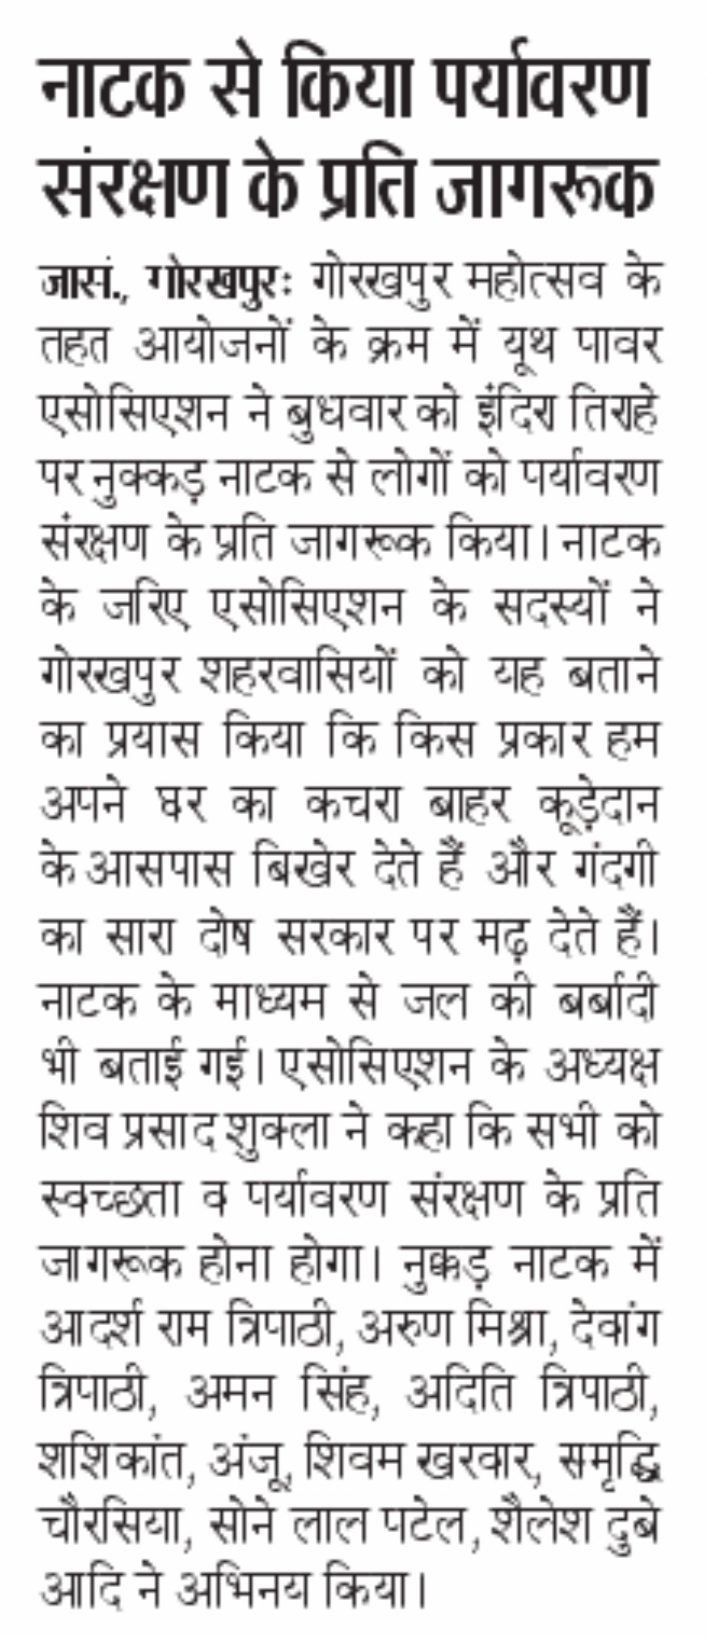 नाटक से किया पर्यावरण
संरक्षण के प्रति जागरूक
जासं., गोरखपुरः गोरखपुर महोत्सव के
तहत आयोजनों के क्रम में यूथ पावर
एसोसिएशन ने बुधवार को इंदिरा तिराहे
पर नुक्कड़ नाटक से लोगों को पर्यावरण
संरक्षण के प्रति जागरूक किया। नाटक
के जरिए एसोसिएशन के सदस्यों ने
गोरखपुर शहरवासियों को यह बताने
का प्रयास किया कि किस प्रकार हम
अपने घर का कचरा बाहर कूड़ेदान
के आसपास बिखेर देते हैं और गंदगी
का सारा दोष सरकार पर मढ़ देते हैं।
नाटक के माध्यम से जल की बर्बादी
भी बताई गई। एसोसिएशन के अध्यक्ष
शिव प्रसाद शुक्ला ने कहा कि सभी को
स्वच्छता व पर्यावरण संरक्षण के प्रति
जागरूक होना होगा। नुक्कड़ नाटक में
आदर्श राम त्रिपाठी, अरुण मिश्रा, देवांग
त्रिपाठी, अमन सिंह, अदिति त्रिपाठी,
शशिकांत, अंजू, शिवम खरवार, समृद्धि
चौरसिया, सोने लाल पटेल, शैलेश दुबे
आदि ने अभिनय किया।